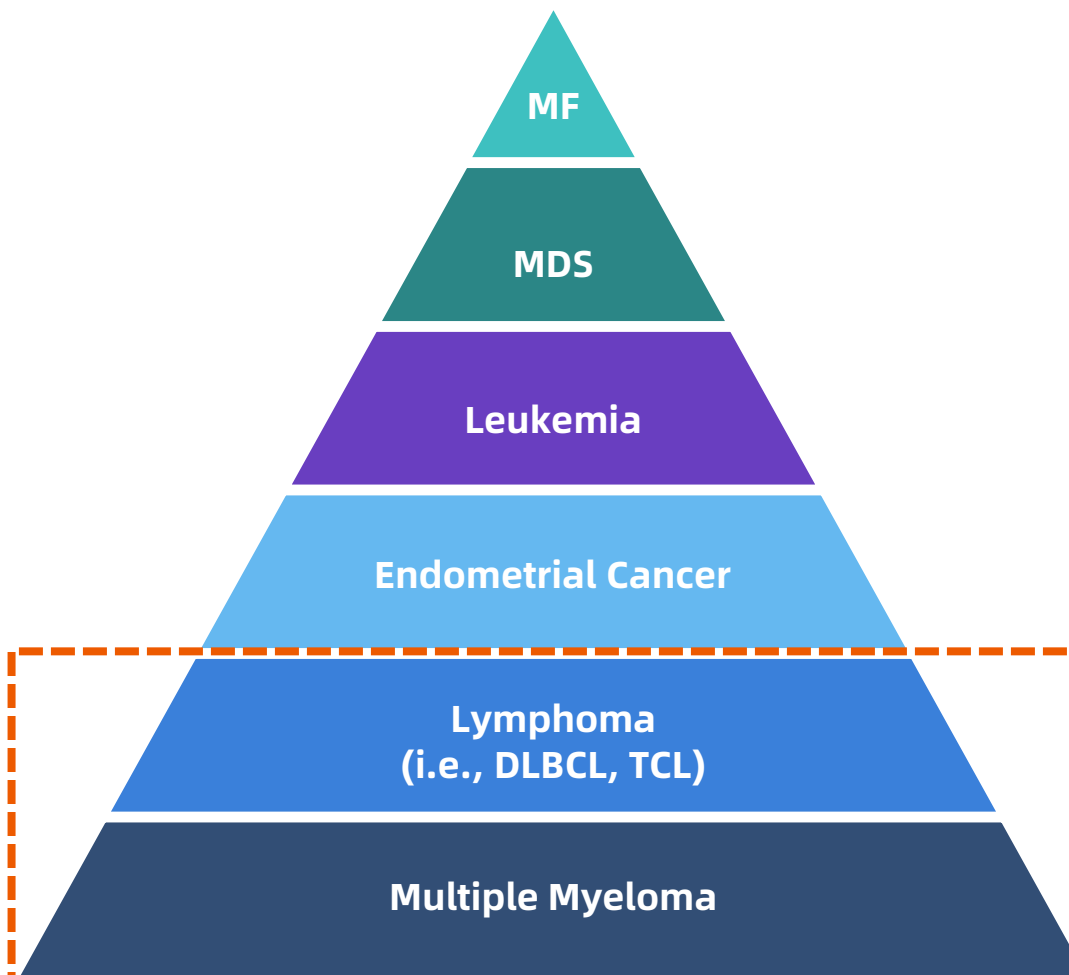 MF
MDS
Leukemia
Endometrial Cancer
Lymphoma
(i.e., DLBCL, TCL)
Multiple Myeloma